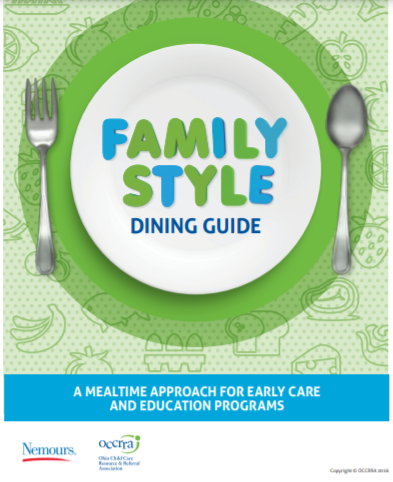 FAMILY
STYLE
DINING GUIDE
A MEALTIME APPROACH FOR EARLY CARE
AND EDUCATION PROGRAMS
Nemours.
occrra
Ohio Child Care
Resource & Referral
Association
Copyright © OCCRRA 2016